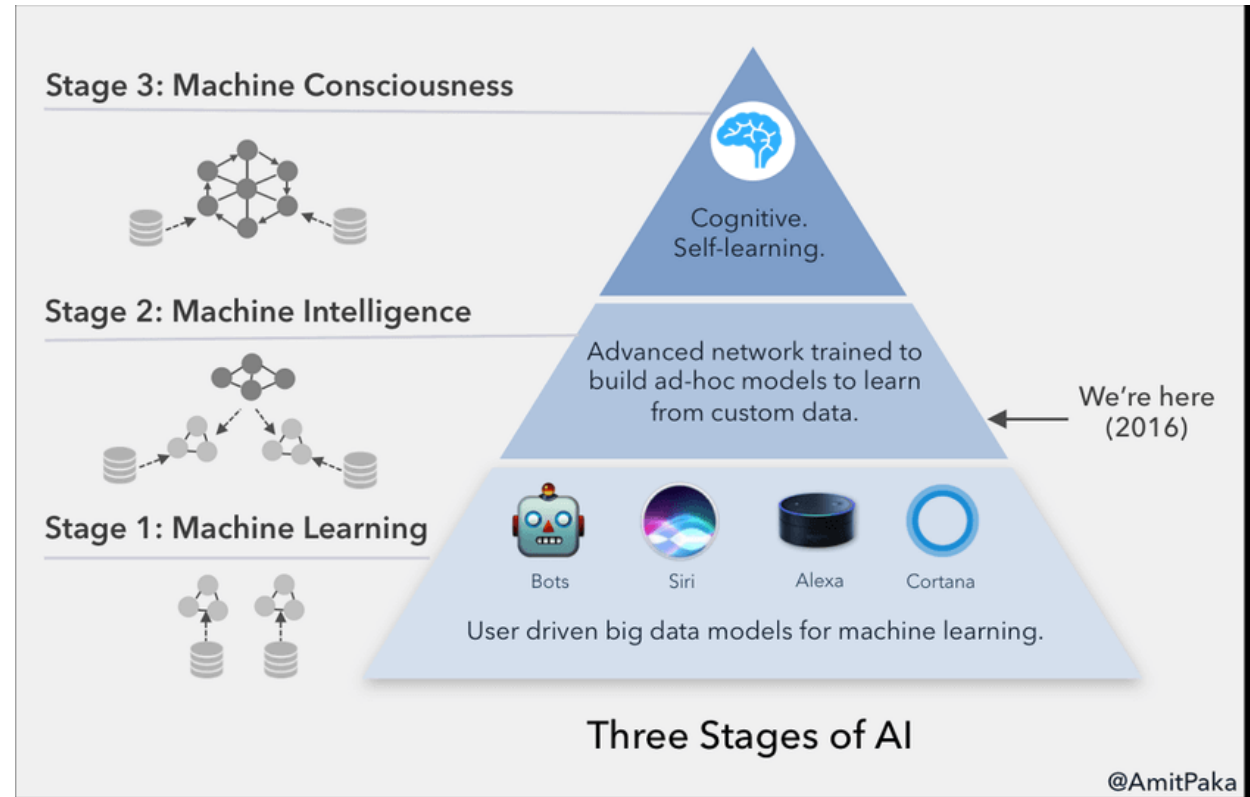 Stage 3: Machine Consciousness
Cognitive.
Self-learning.
Stage 2: Machine Intelligence
Advanced network trained to
build ad-hoc models to learn
from custom data.
We're here
(2016)
Stage 1: Machine Learning
Bots
Siri
Alexa
Cortana
User driven big data models for machine learning.
Three Stages of AI
@AmitPaka